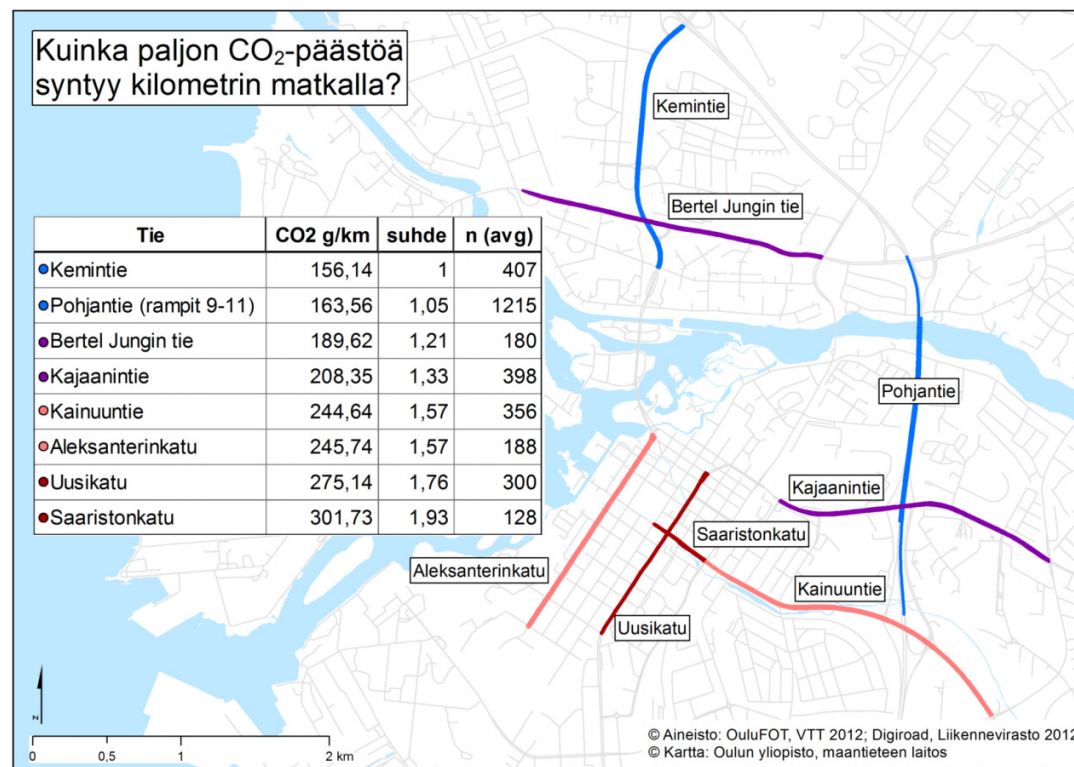 Kuinka paljon CO₂-päästöä
syntyy kilometrin matkalla?
Kemintie
Bertel Jungin tie
Tie CO2 g/km suhde n (avg)
Kemintie 156,14 1 407
Pohjantie (rampit 9-11) 163,56 1,05 1215
Bertel Jungin tie 189,62 1,21 180
Kajaanintie 208,35 1,33 398
Kainuuntie 244,64 1,57 356
Aleksanterinkatu 245,74 1,57 188
Uusikatu 275,14 1,76 300
Saaristonkatu 301,73 1,93 128
Pohjantie
Kajaanintie
Saaristonkatu
Aleksanterinkatu
Kainuuntie
Uusikatu
N
0 0,5 1 2 km
© Aineisto: OuluFOT, VTT 2012; Digiroad, Liikennevirasto 2012
© Kartta: Oulun yliopisto, maantieteen laitos